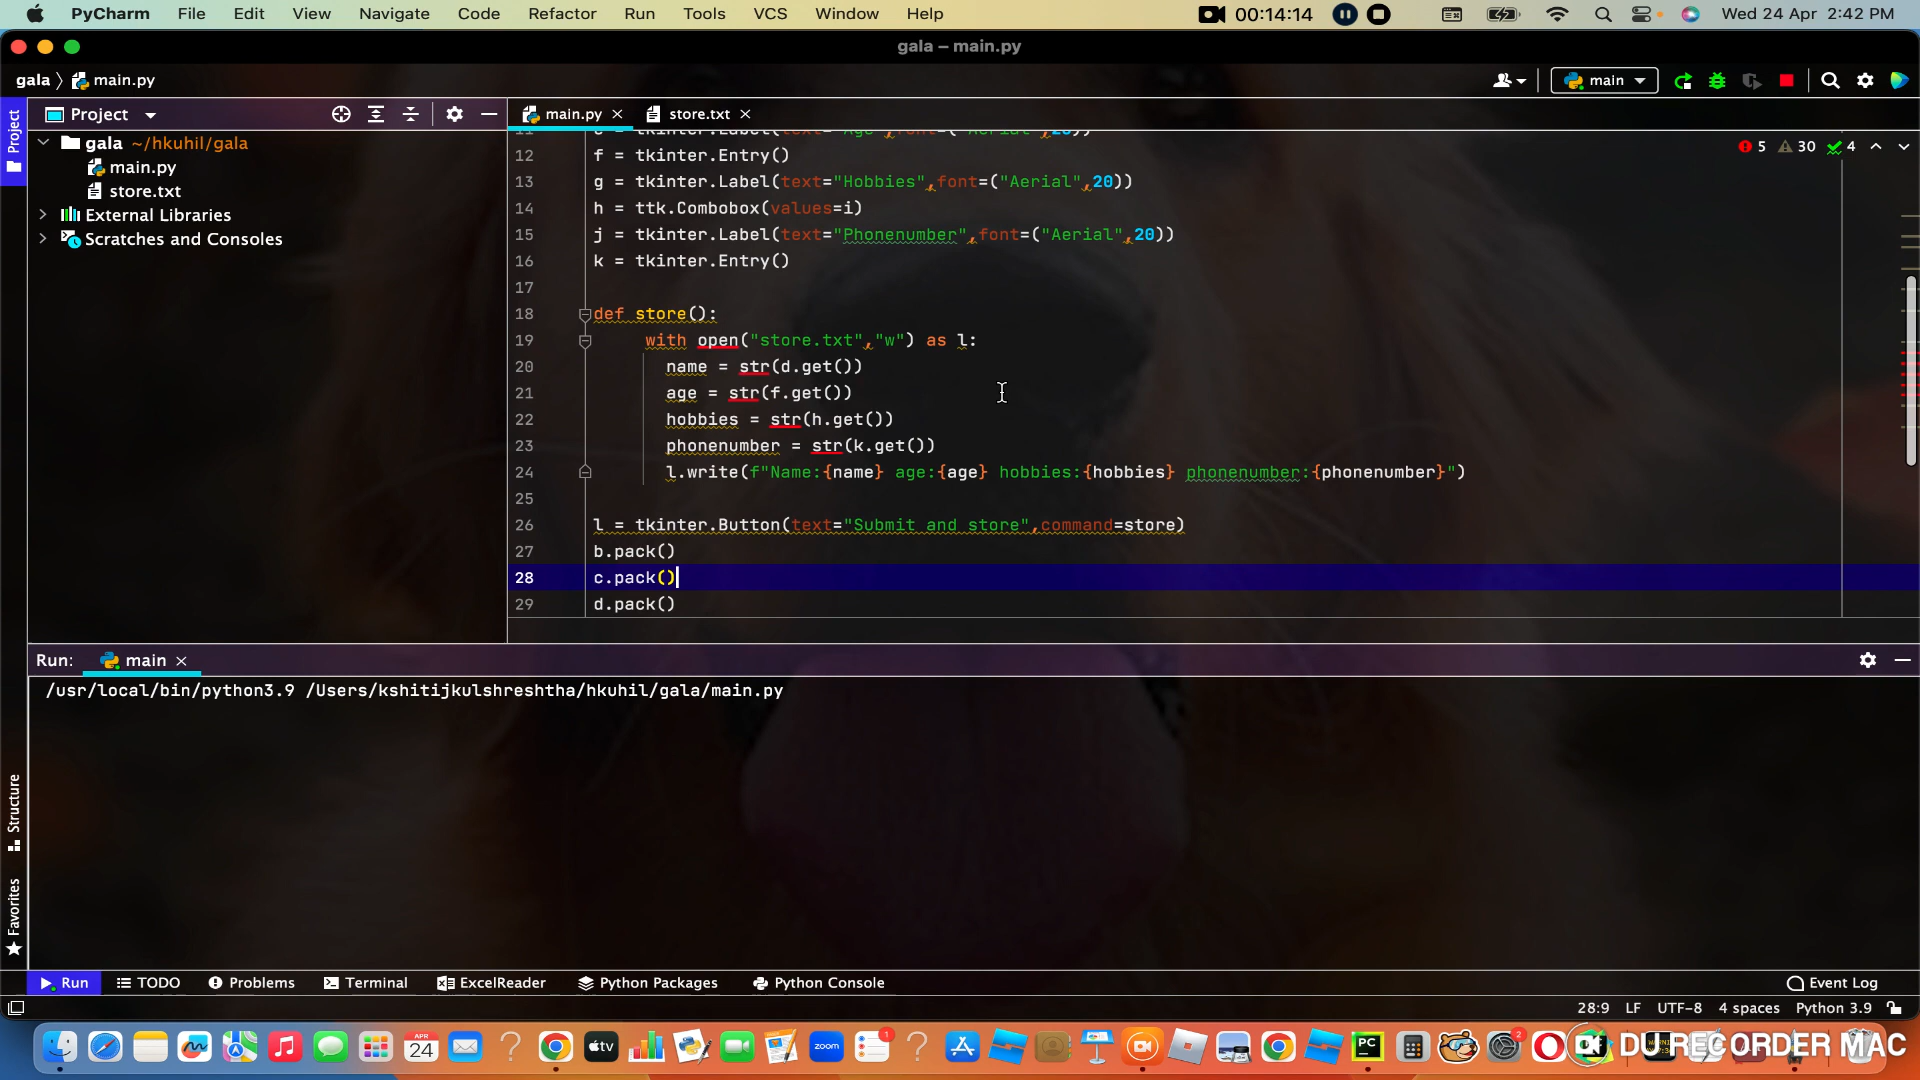 PyCharm File Edit View Navigate Code Refactor Run Tools VCS Window Help 00:14:14 Wed 24 Apr 2:42 PM
gala – main.py
gala 〉 main.py main
Project main.py store.txt
gala ~/hkuhil/gala
main.py
store.txt
External Libraries
Scratches and Consoles
Project
5 30 4
12 f = tkinter.Entry()
13 g = tkinter.Label(text="Hobbies",font=("Aerial",20))
14 h = ttk.Combobox(values=i)
15 j = tkinter.Label(text="Phonenumber",font=("Aerial",20))
16 k = tkinter.Entry()
17
18 def store():
19 with open("store.txt","w") as l:
20 name = str(d.get())
21 age = str(f.get())
22 hobbies = str(h.get())
23 phonenumber = str(k.get())
24 l.write(f"Name:{name} age:{age} hobbies:{hobbies} phonenumber:{phonenumber}")
25
26 l = tkinter.Button(text="Submit and store",command=store)
27 b.pack()
28 c.pack()
29 d.pack()
Run: main
/usr/local/bin/python3.9 /Users/kshitijkulshreshtha/hkuhil/gala/main.py
Structure
Favorites
Run TODO Problems Terminal ExcelReader Python Packages Python Console Event Log
28:9 LF UTF-8 4 spaces Python 3.9
APR 24 tv zoom 1 PC 2
DU RECORDER MAC